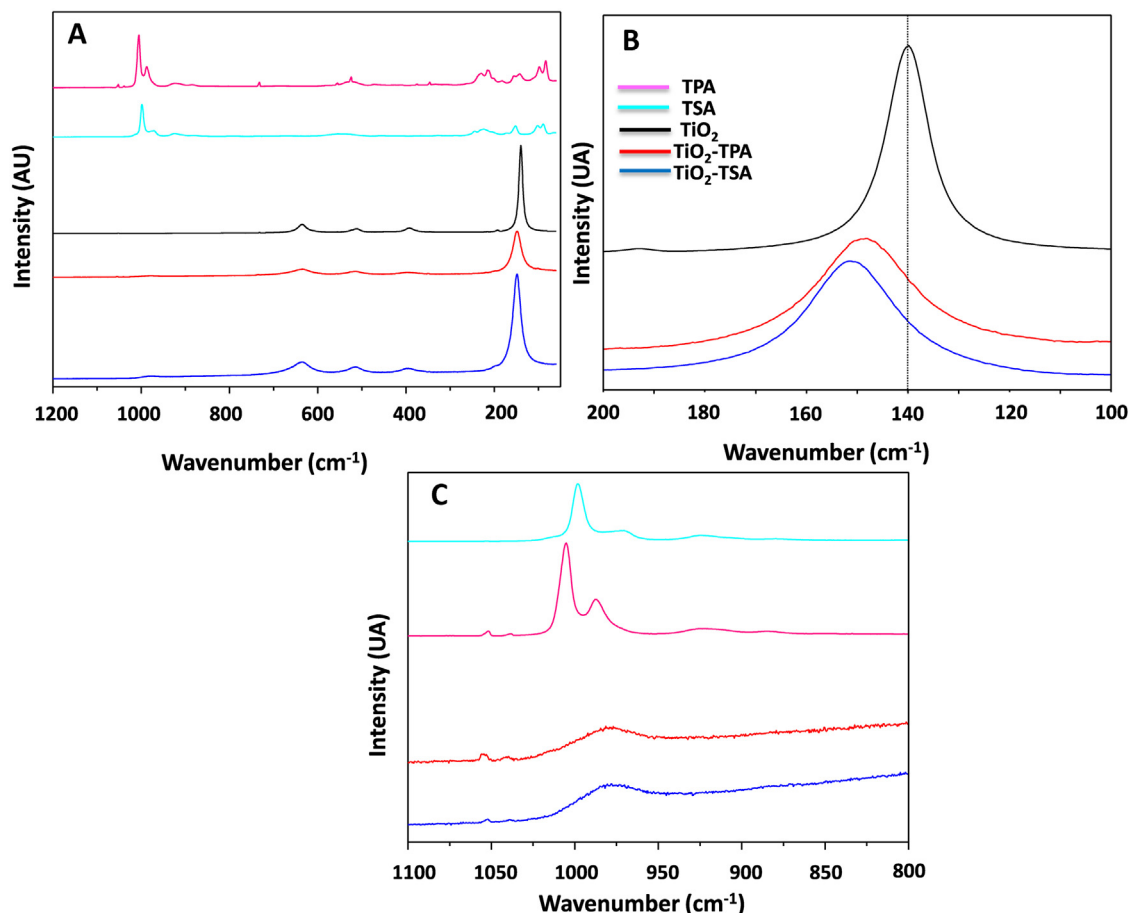 A
Intensity (AU)
1200 1000 800 600 400 200
Wavenumber (cm⁻¹)
B
TPA
TSA
TiO₂
TiO₂-TPA
TiO₂-TSA
Intensity (UA)
200 180 160 140 120 100
Wavenumber (cm⁻¹)
C
Intensity (UA)
1100 1050 1000 950 900 850 800
Wavenumber (cm⁻¹)